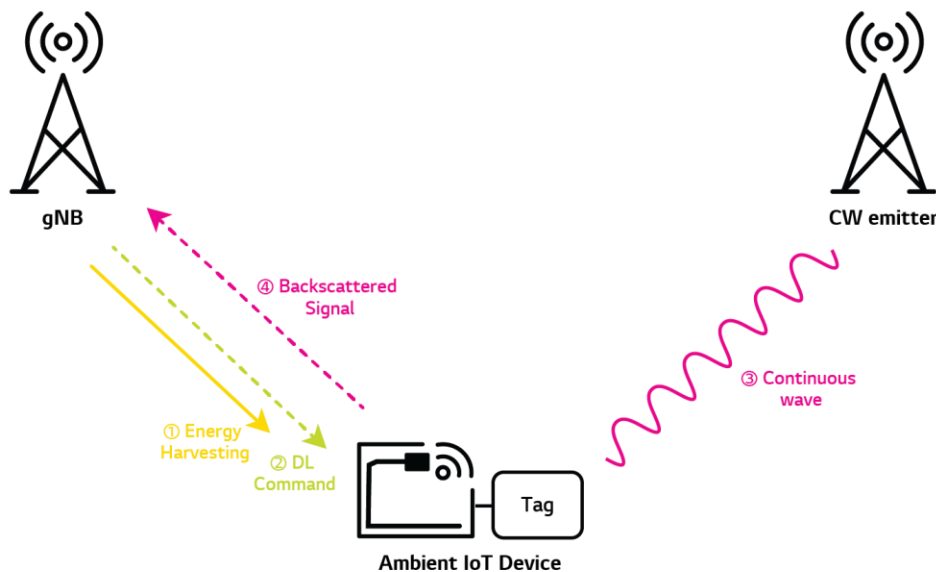 gNB
CW emitter
④ Backscattered
Signal
③ Continuous
wave
① Energy
Harvesting
② DL
Command
Tag
Ambient IoT Device